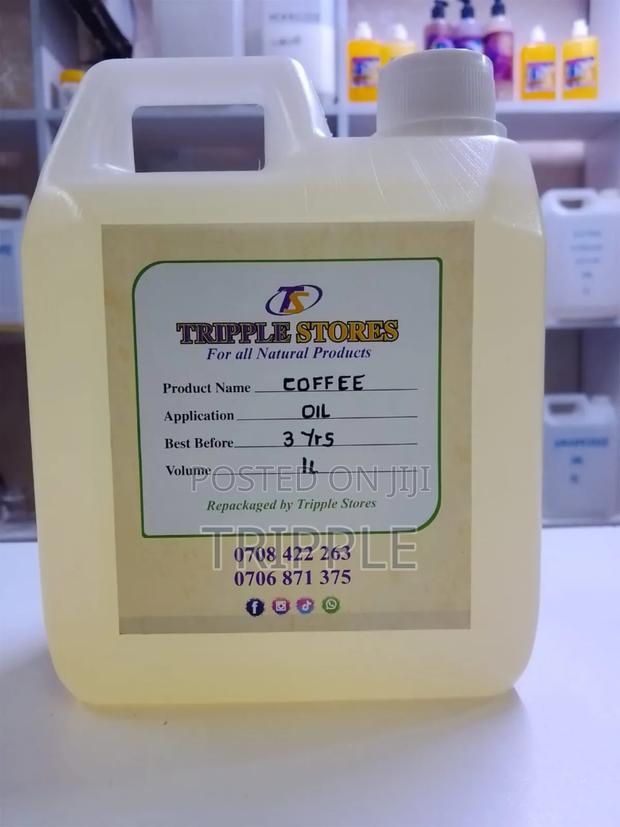 TS
TRIPPLE STORES
For all Natural Products
Product Name COFFEE
Application OIL
Best Before 3 Yrs
Volume 1L
POSTED ON JIJI
Repackaged by Tripple Stores
TRIPPLE
0708 422 263
0706 871 375